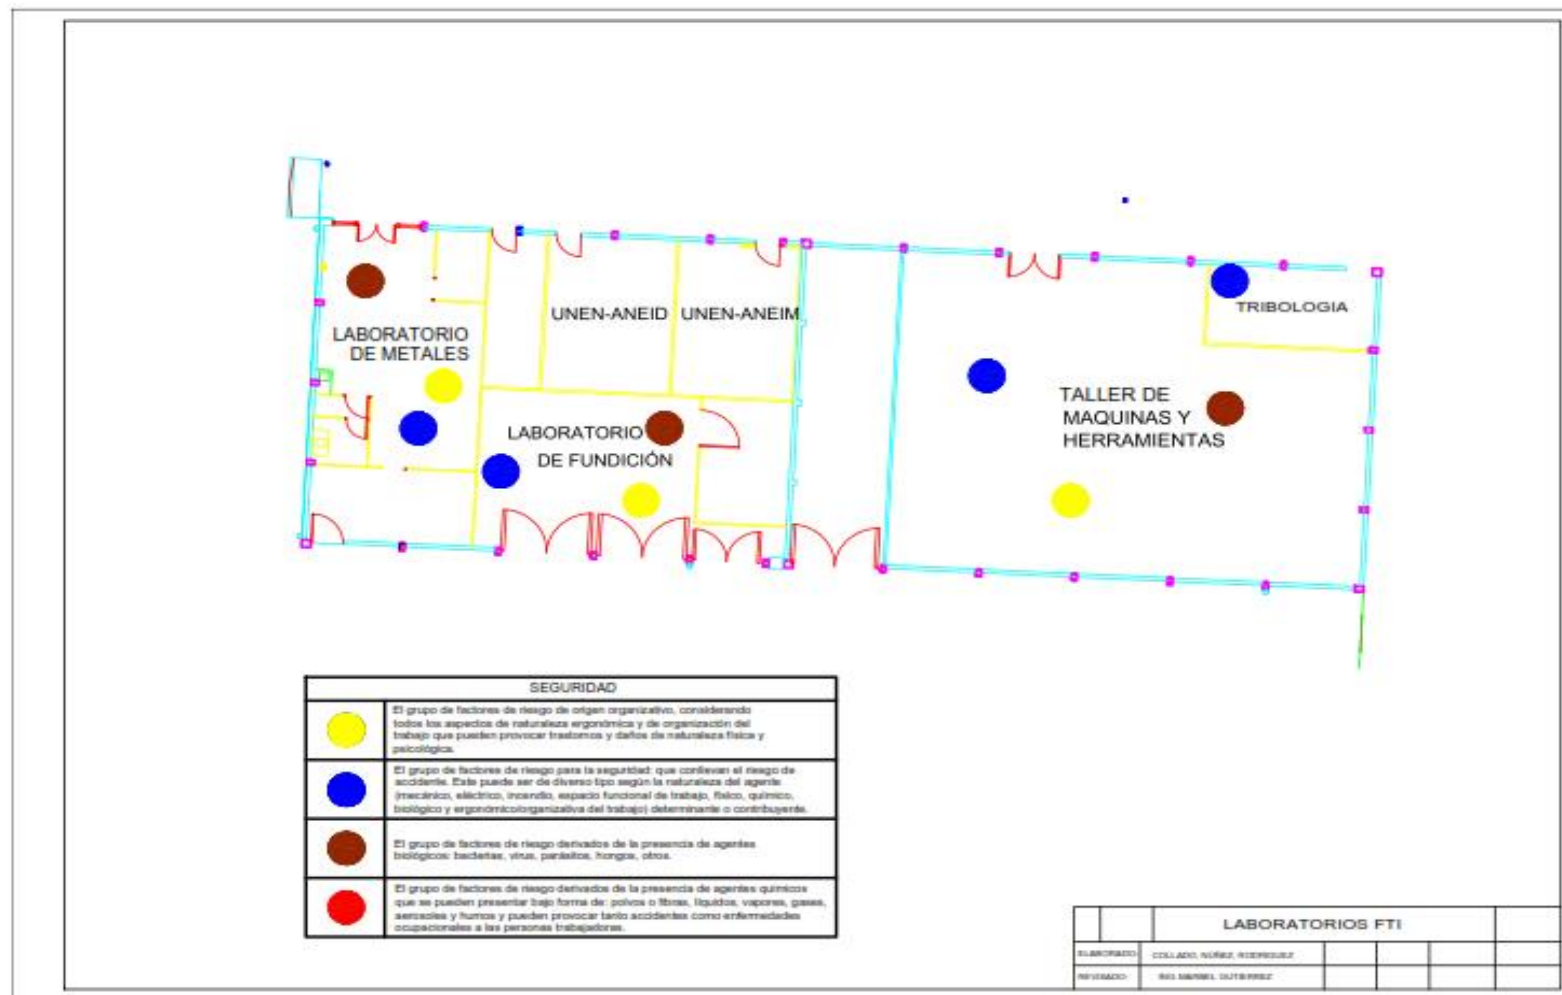 UNEN-ANEID
UNEN-ANEIM
TRIBOLOGIA
LABORATORIO
DE METALES
TALLER DE
MAQUINAS Y
HERRAMIENTAS
LABORATORIO
DE FUNDICIÓN
SEGURIDAD
El grupo de factores de riesgo de origen organizativo, considerando
todos los aspectos de naturaleza ergonómica y de organización del
trabajo que pueden provocar trastornos y daños de naturaleza física y
psicológica.
El grupo de factores de riesgo para la seguridad: que conllevan el riesgo de
accidente. Este puede ser de diverso tipo según la naturaleza del agente
(mecánico, eléctrico, incendio, espacio funcional de trabajo, físico, químico,
biológico y ergonómico/organizativa del trabajo) determinante o contribuyente.
El grupo de factores de riesgo derivados de la presencia de agentes
biológicos: bacterias, virus, parásitos, hongos, otros.
El grupo de factores de riesgo derivados de la presencia de agentes químicos
que se pueden presentar bajo forma de: polvos o fibras, líquidos, vapores, gases,
aerosoles y humos y pueden provocar tanto accidentes como enfermedades
ocupacionales a las personas trabajadoras.
LABORATORIOS FTI
ELABORADO: COLLADO, NÚÑEZ, RODRIGUEZ
REVISADO: GUTIERREZ